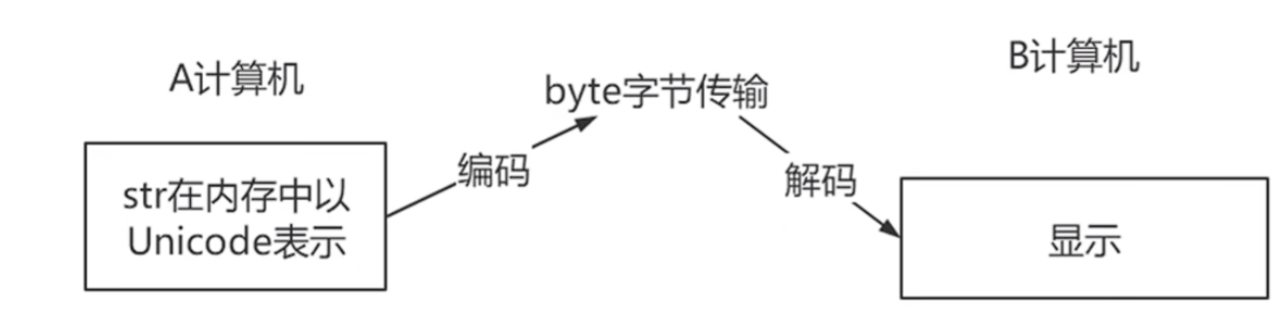 A计算机
B计算机
byte字节传输
编码
解码
str在内存中以
Unicode表示
显示